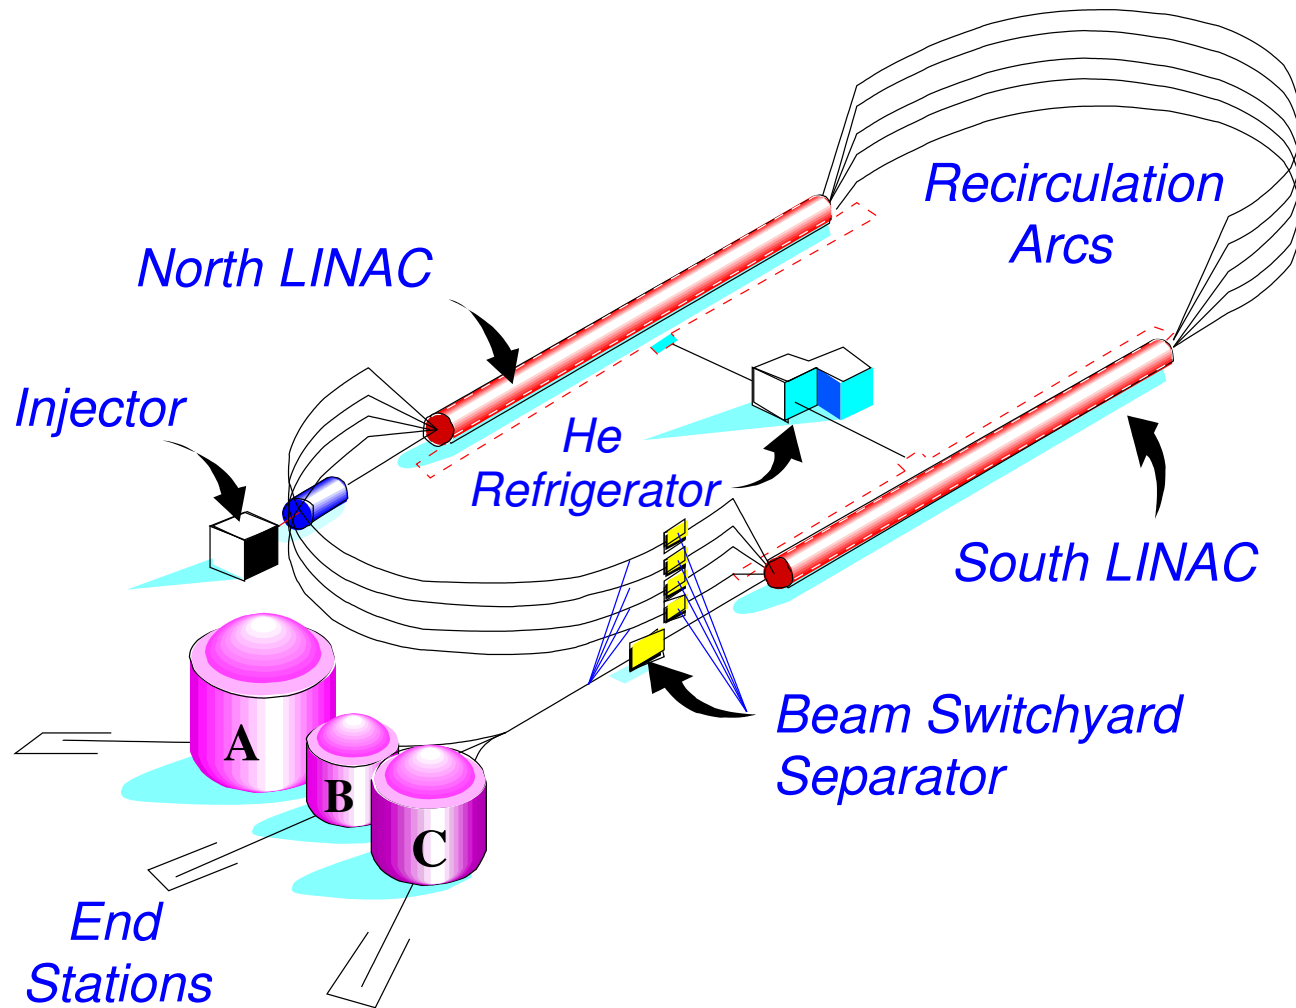 Recirculation
Arcs
North LINAC
Injector
He
Refrigerator
South LINAC
Beam Switchyard
Separator
A
B
C
End
Stations